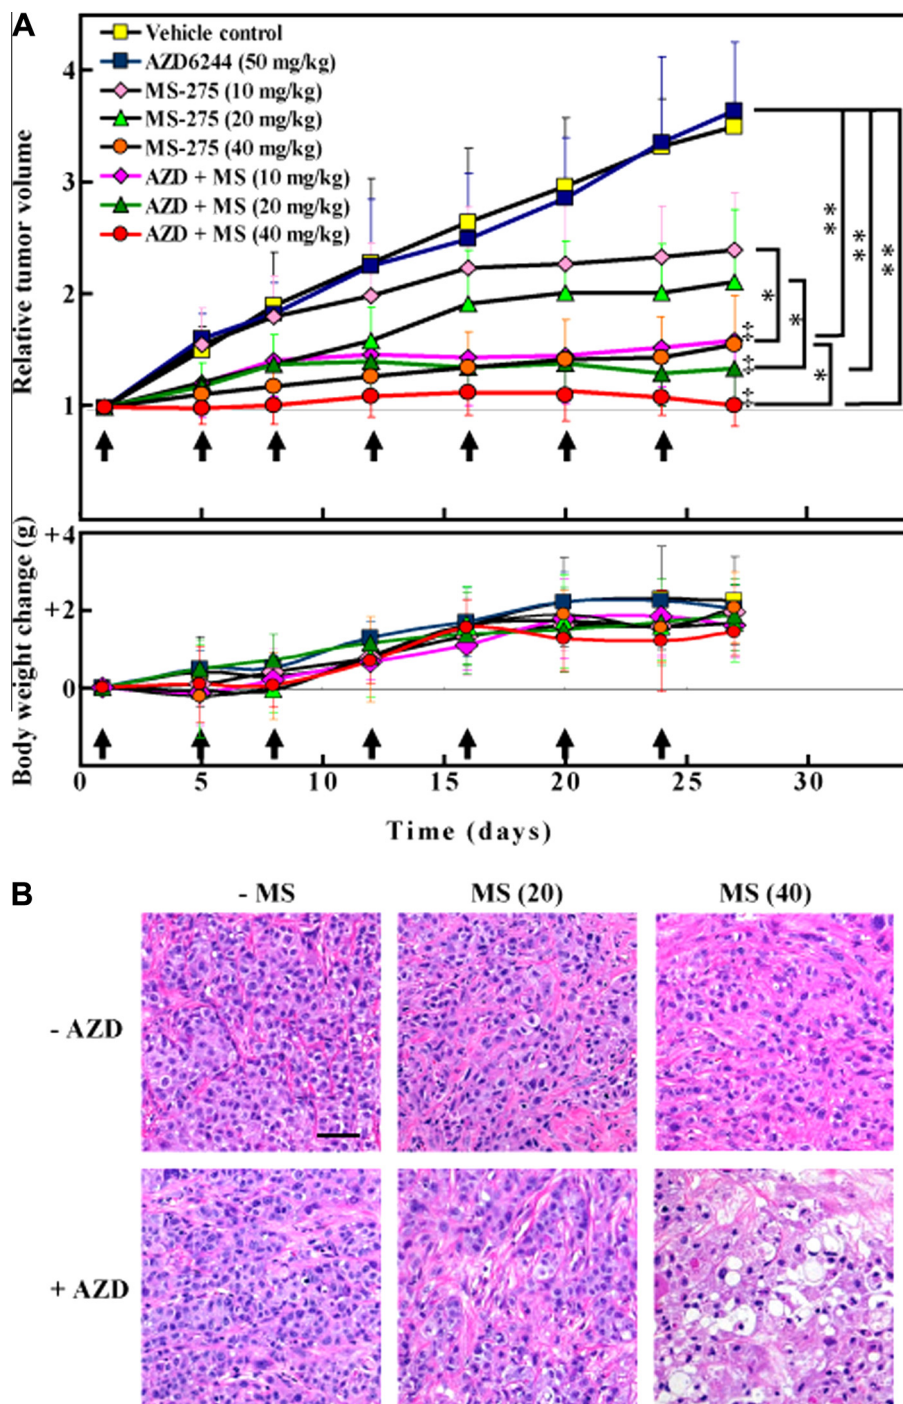 A
Relative tumor volume
4
3
2
1
Vehicle control
AZD6244 (50 mg/kg)
MS-275 (10 mg/kg)
MS-275 (20 mg/kg)
MS-275 (40 mg/kg)
AZD + MS (10 mg/kg)
AZD + MS (20 mg/kg)
AZD + MS (40 mg/kg)
**
**
**
*
*
*
‡
‡
‡
Body weight change (g)
+4
+2
0
0 5 10 15 20 25 30
Time (days)
B
- MS MS (20) MS (40)
- AZD
+ AZD